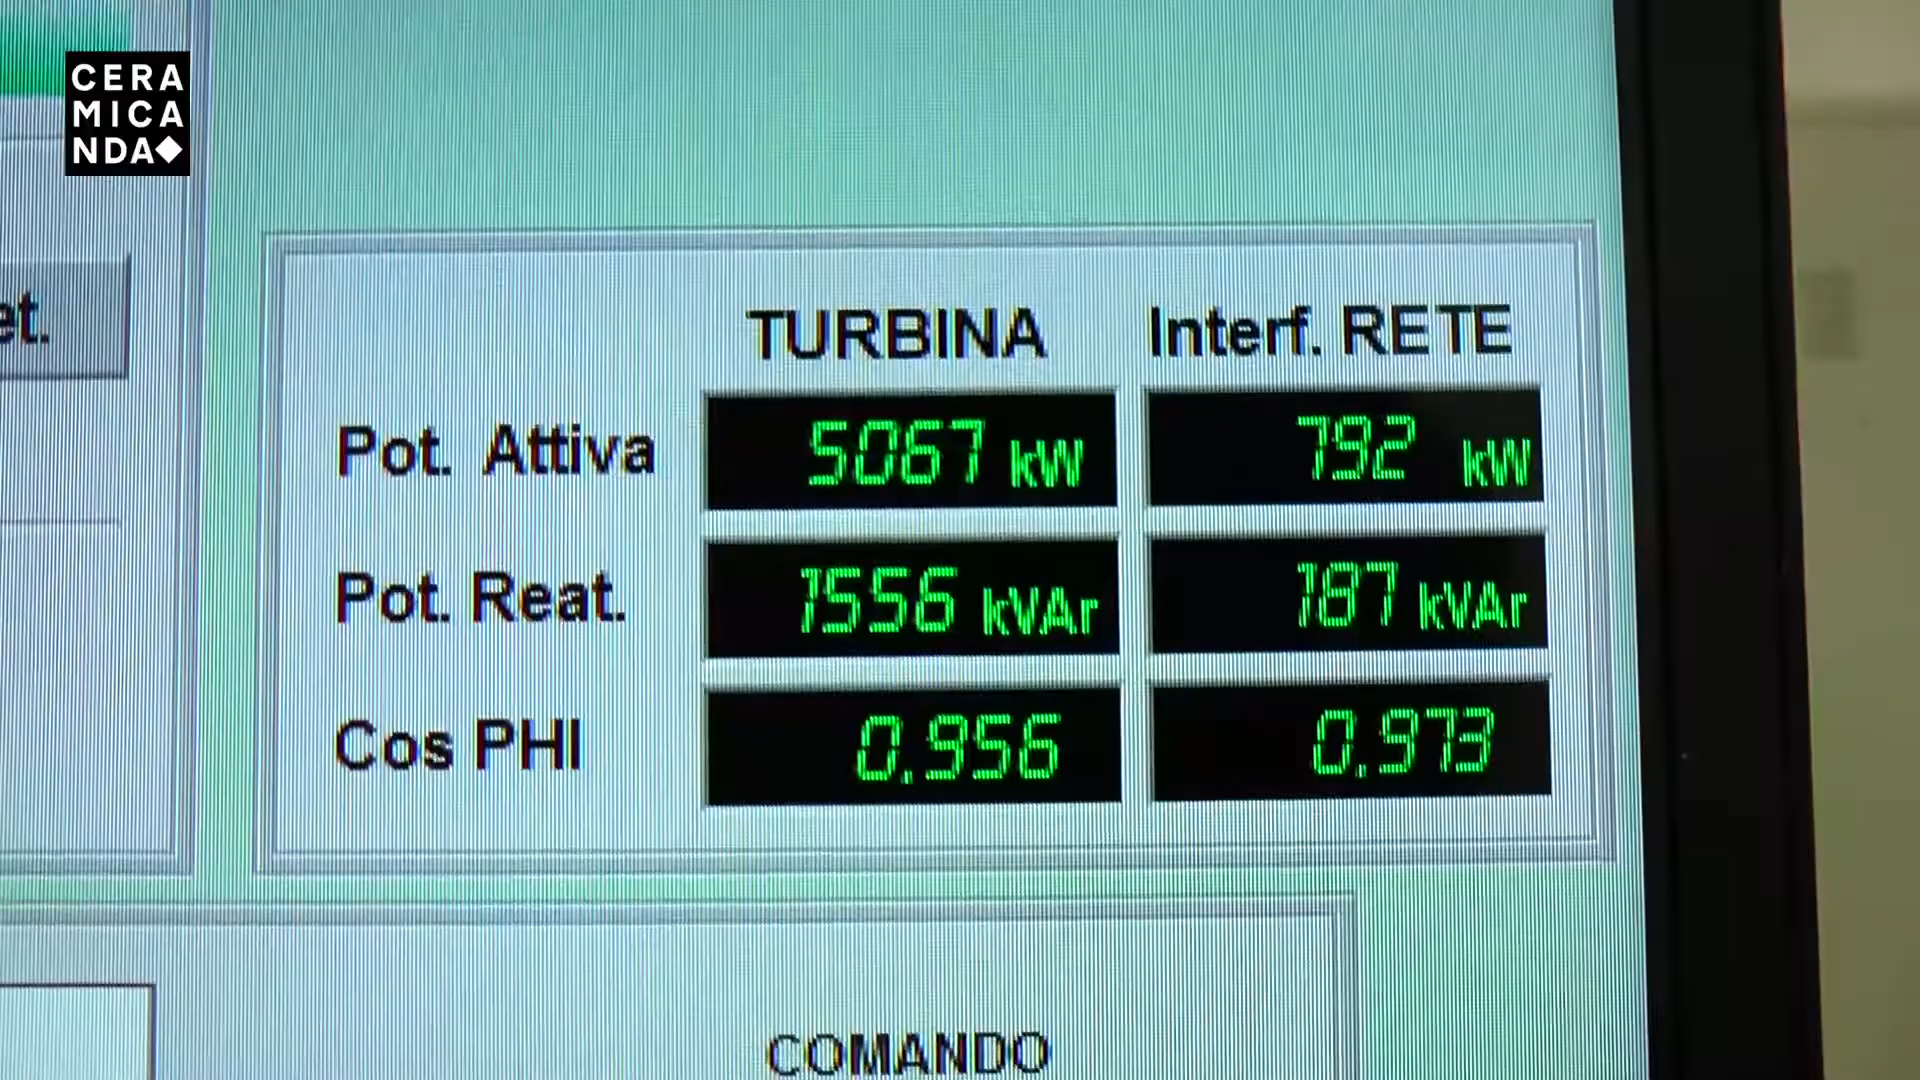 CERA
MICA
NDA
et.
TURBINA Interf. RETE
Pot. Attiva 5067 kW 792 kW
Pot. Reat. 1556 kVAr 187 kVAr
Cos PHI 0.956 0.973
COMANDO